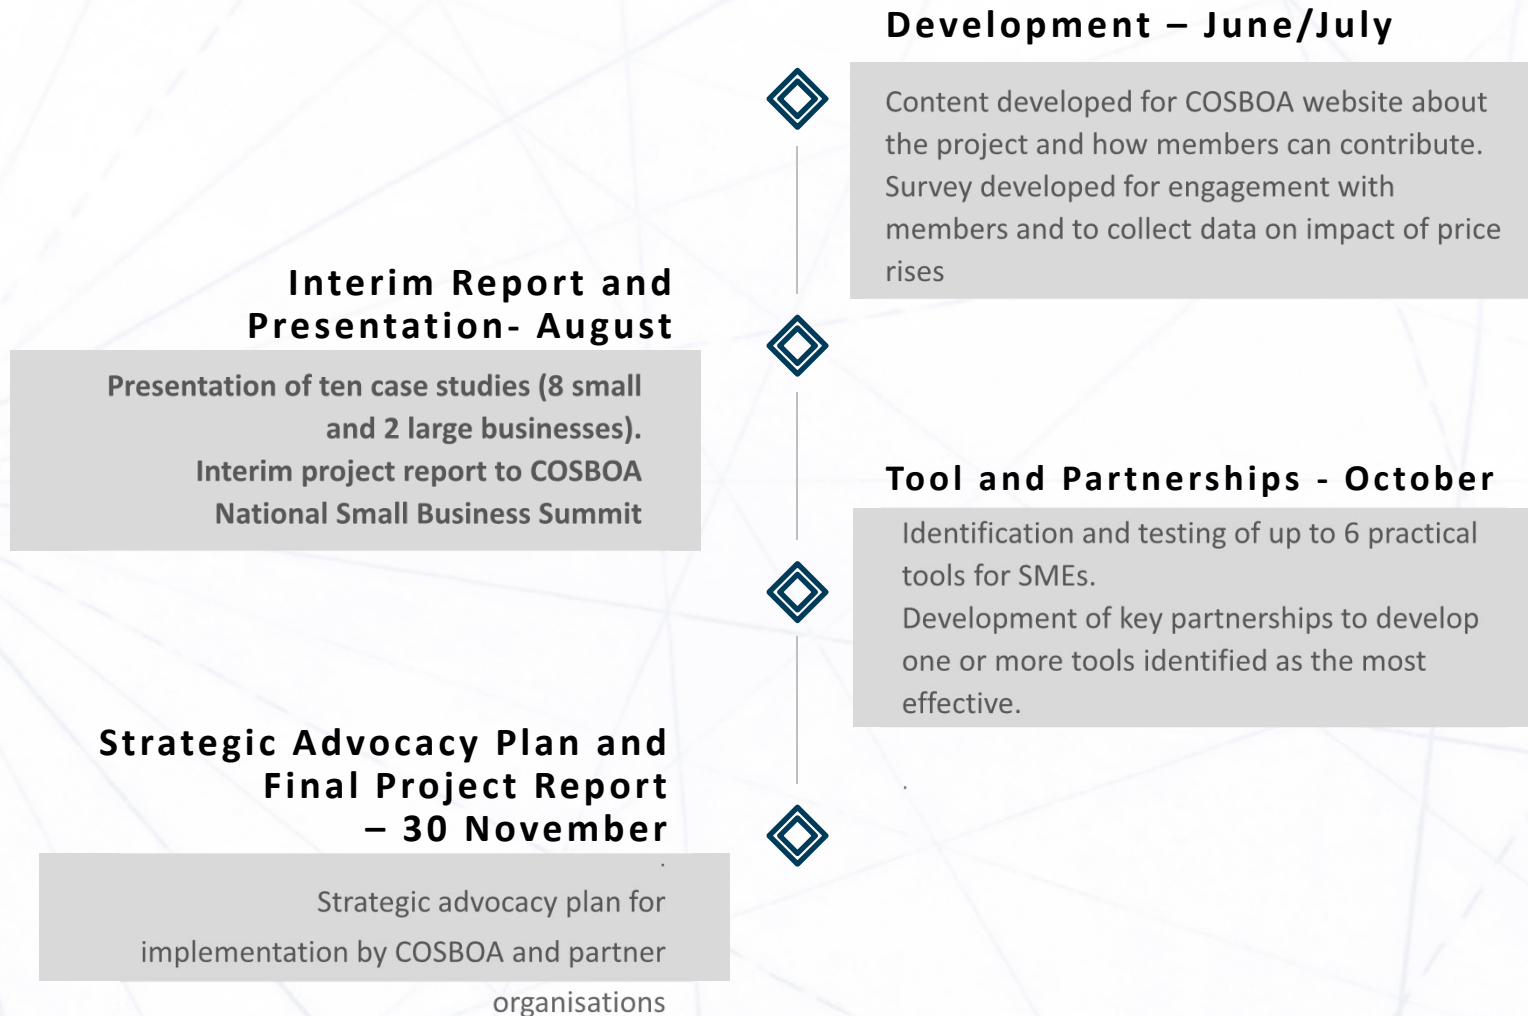 Development – June/July
Content developed for COSBOA website about
the project and how members can contribute.
Survey developed for engagement with
members and to collect data on impact of price
rises
Interim Report and
Presentation- August
Presentation of ten case studies (8 small
and 2 large businesses).
Interim project report to COSBOA
National Small Business Summit
Tool and Partnerships - October
Identification and testing of up to 6 practical
tools for SMEs.
Development of key partnerships to develop
one or more tools identified as the most
effective.
.
Strategic Advocacy Plan and
Final Project Report
– 30 November
.
Strategic advocacy plan for
implementation by COSBOA and partner
organisations